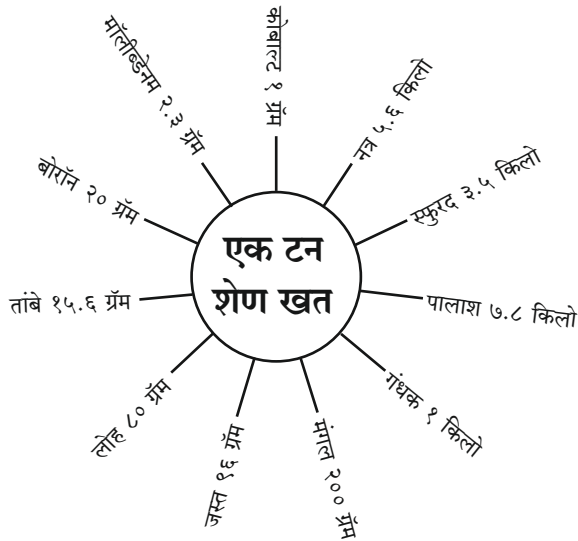 एक टन
शेण खत
कोबाल्ट १ ग्रॅम
नत्र ५.६ किलो
स्फुरद ३.५ किलो
पालाश ७.८ किलो
गंधक १ किलो
मंगल २०० ग्रॅम
जस्त ९६ ग्रॅम
लोह ८० ग्रॅम
तांबे १५.६ ग्रॅम
बोरॉन २० ग्रॅम
मॉलीब्डेनम २.३ ग्रॅम